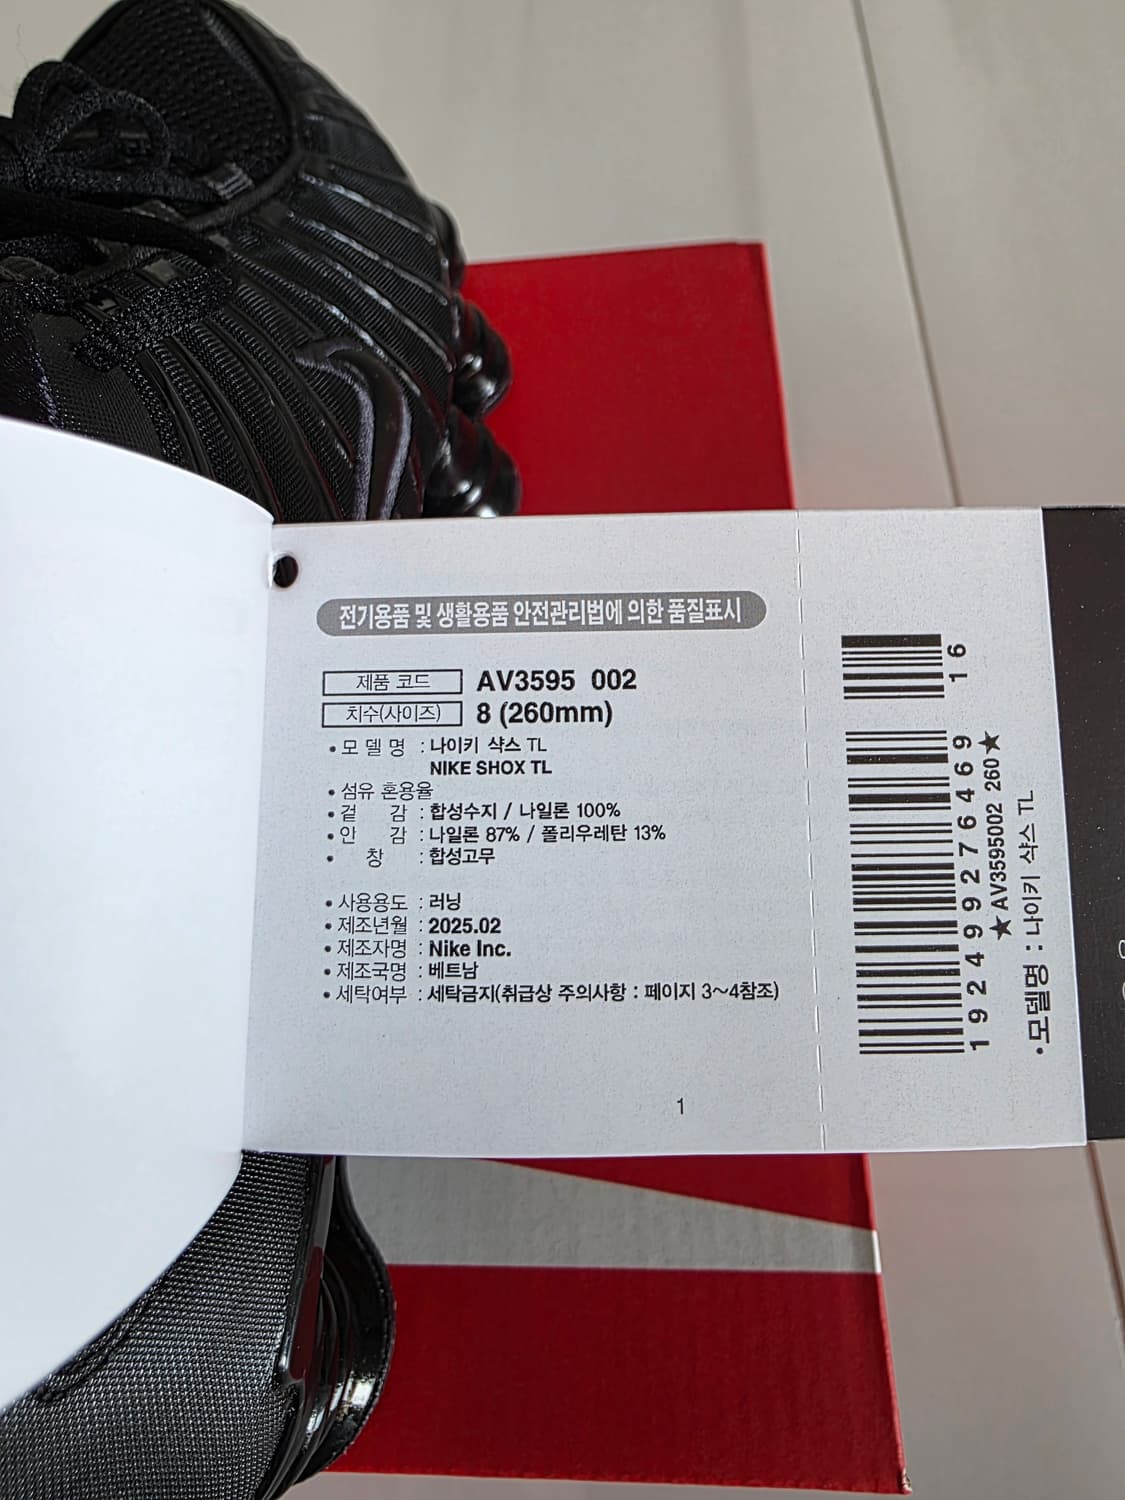 전기용품 및 생활용품 안전관리법에 의한 품질표시
제품 코드 AV3595 002
치수(사이즈) 8 (260mm)
• 모 델 명 : 나이키 샥스 TL
NIKE SHOX TL
• 섬유 혼용율
• 겉 감 : 합성수지 / 나일론 100%
• 안 감 : 나일론 87% / 폴리우레탄 13%
• 창 : 합성고무
• 사용용도 : 러닝
• 제조년월 : 2025.02
• 제조자명 : Nike Inc.
• 제조국명 : 베트남
• 세탁여부 : 세탁금지(취급상 주의사항 : 페이지 3~4참조)
1
16
192499276469
★AV3595002 260★
•모델명 : 나이키 샥스 TL